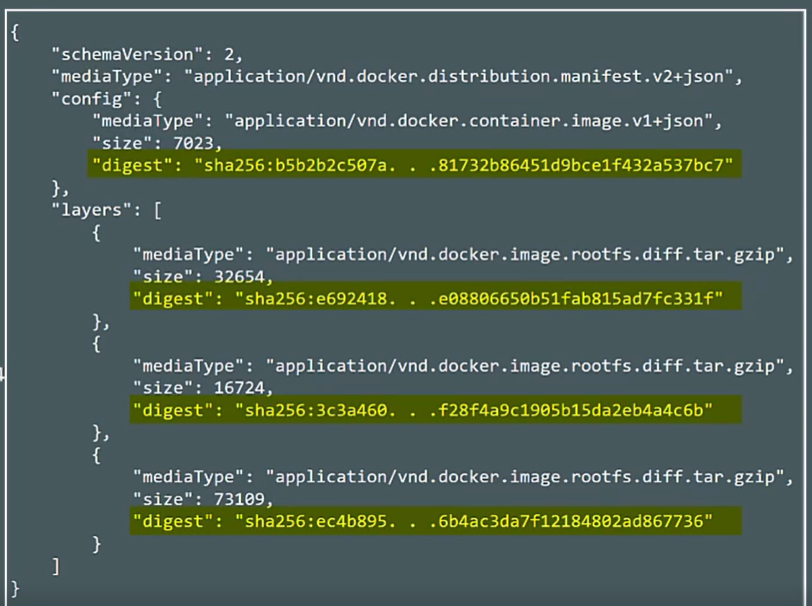 {
"schemaVersion": 2,
"mediaType": "application/vnd.docker.distribution.manifest.v2+json",
"config": {
"mediaType": "application/vnd.docker.container.image.v1+json",
"size": 7023,
"digest": "sha256:b5b2b2c507a. . .81732b86451d9bce1f432a537bc7"
},
"layers": [
{
"mediaType": "application/vnd.docker.image.rootfs.diff.tar.gzip",
"size": 32654,
"digest": "sha256:e692418. . .e08806650b51fab815ad7fc331f"
},
{
"mediaType": "application/vnd.docker.image.rootfs.diff.tar.gzip",
"size": 16724,
"digest": "sha256:3c3a460. . .f28f4a9c1905b15da2eb4a4c6b"
},
{
"mediaType": "application/vnd.docker.image.rootfs.diff.tar.gzip",
"size": 73109,
"digest": "sha256:ec4b895. . .6b4ac3da7f12184802ad867736"
}
]
}